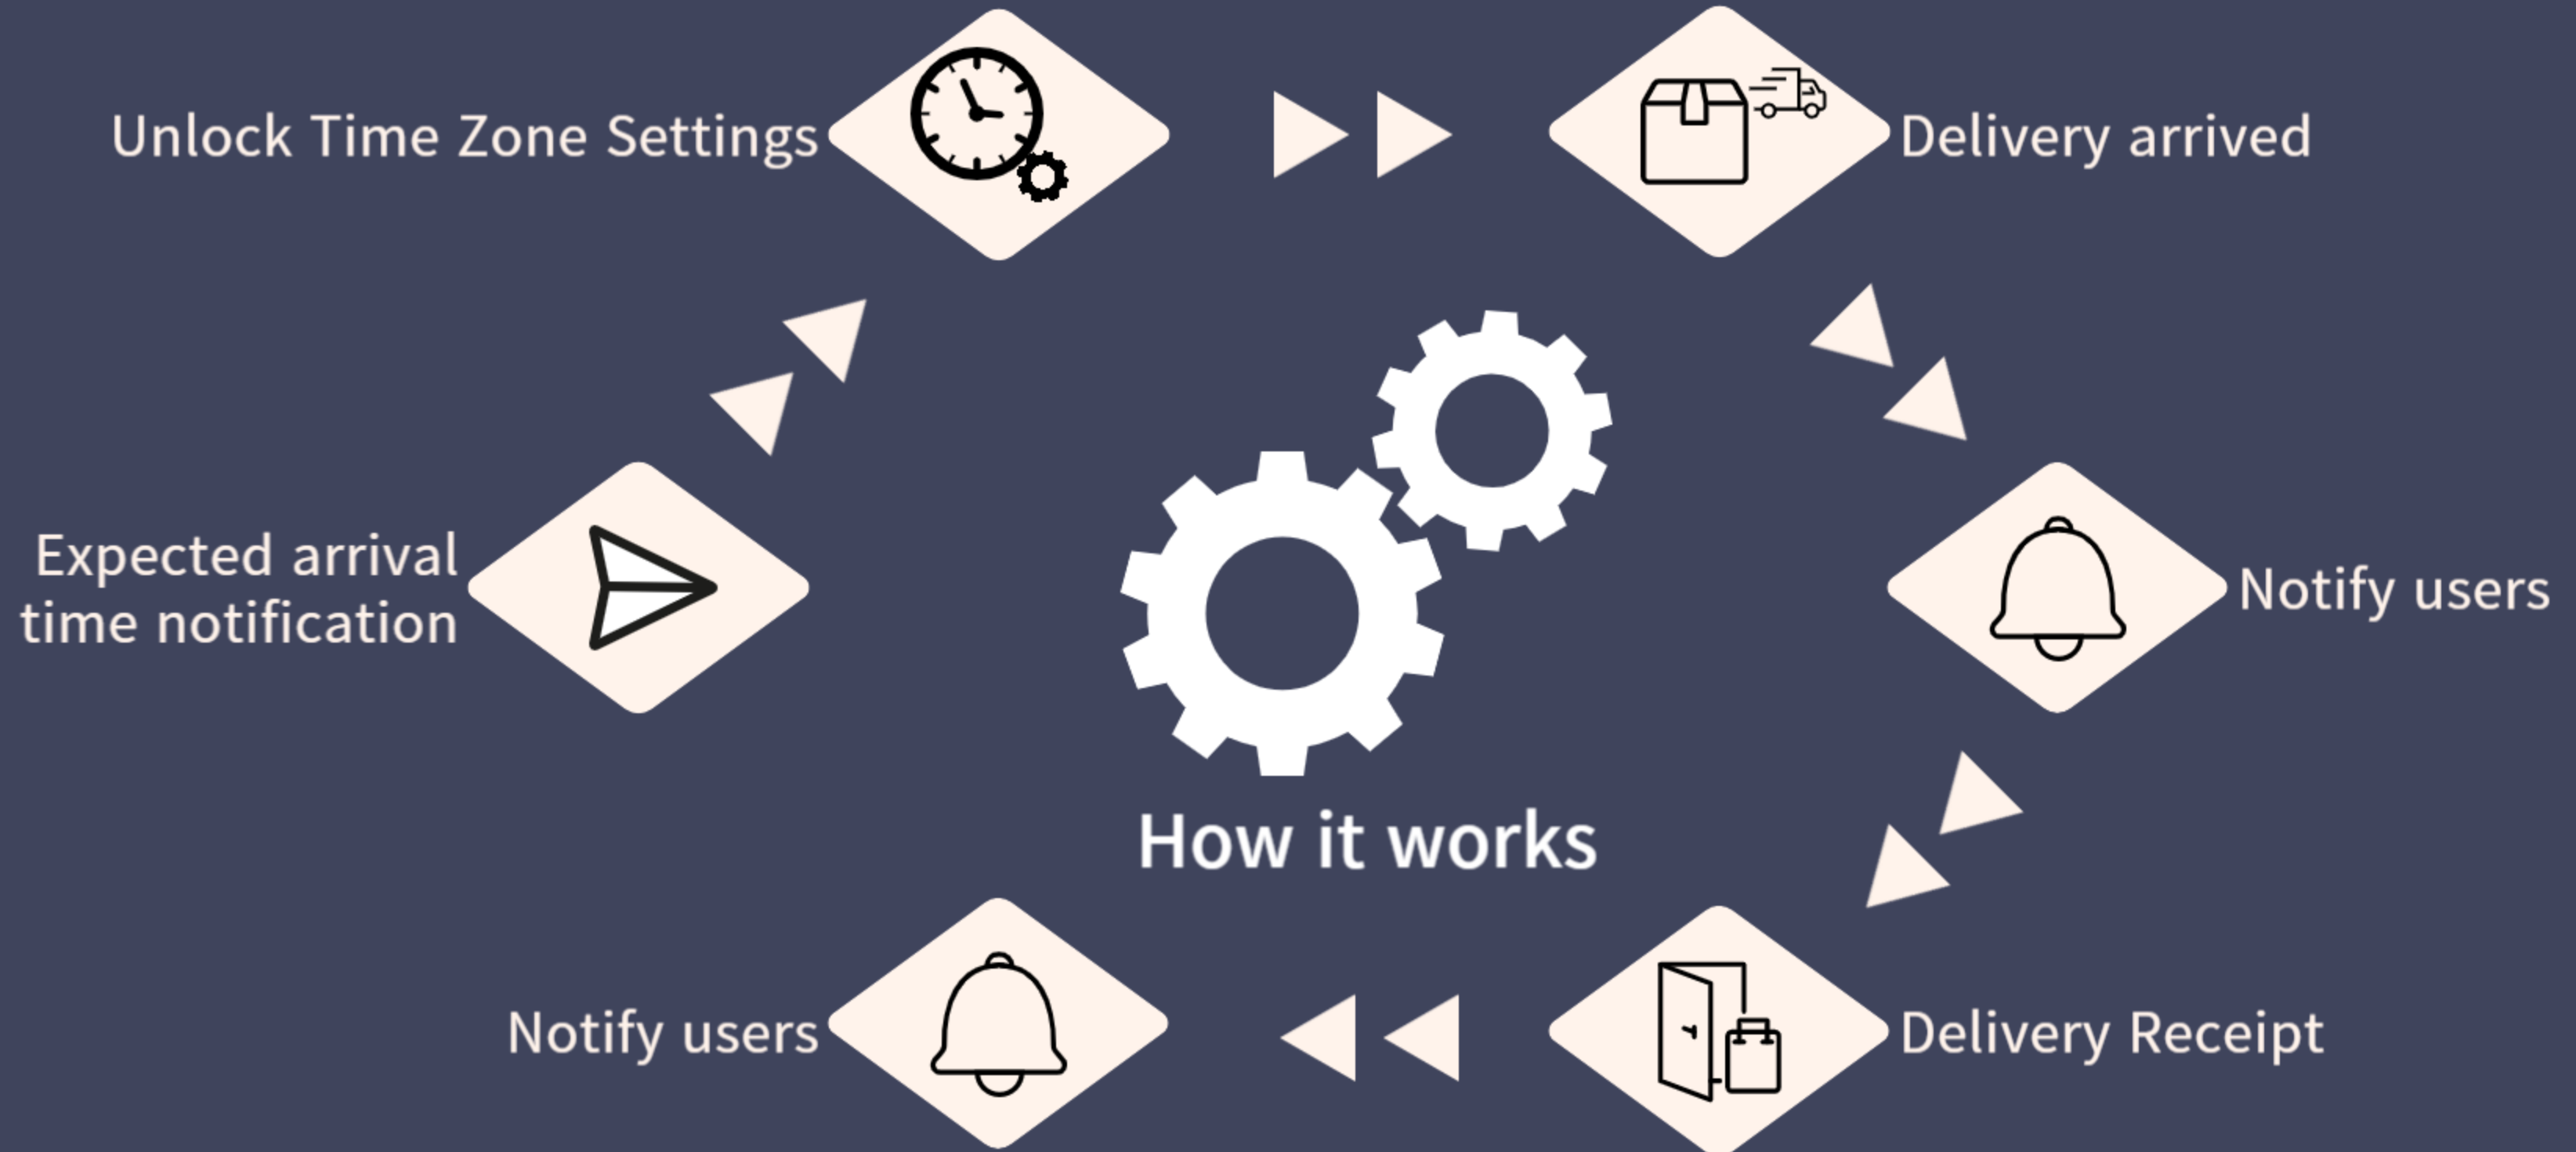 Unlock Time Zone Settings
Delivery arrived
Expected arrival
time notification
Notify users
How it works
Notify users
Delivery Receipt